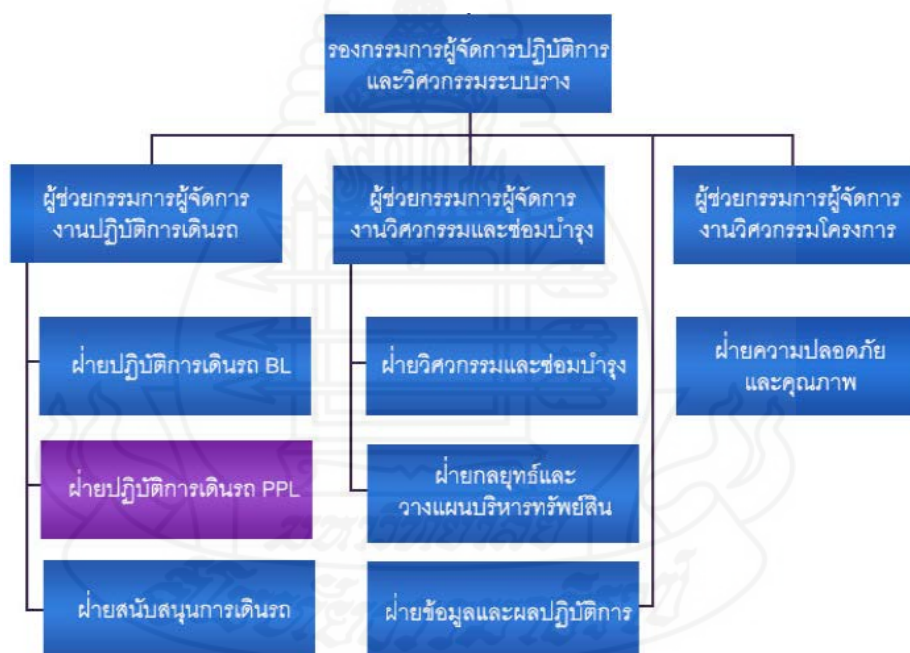 รองกรรมการผู้จัดการปฏิบัติการ
และวิศวกรรมระบบราง
ผู้ช่วยกรรมการผู้จัดการ
งานปฏิบัติการเดินรถ
ผู้ช่วยกรรมการผู้จัดการ
งานวิศวกรรมและซ่อมบำรุง
ผู้ช่วยกรรมการผู้จัดการ
งานวิศวกรรมโครงการ
ฝ่ายปฏิบัติการเดินรถ BL
ฝ่ายวิศวกรรมและซ่อมบำรุง
ฝ่ายความปลอดภัย
และคุณภาพ
ฝ่ายปฏิบัติการเดินรถ PPL
ฝ่ายกลยุทธ์และ
วางแผนบริหารทรัพย์สิน
ฝ่ายสนับสนุนการเดินรถ
ฝ่ายข้อมูลและผลปฏิบัติการ